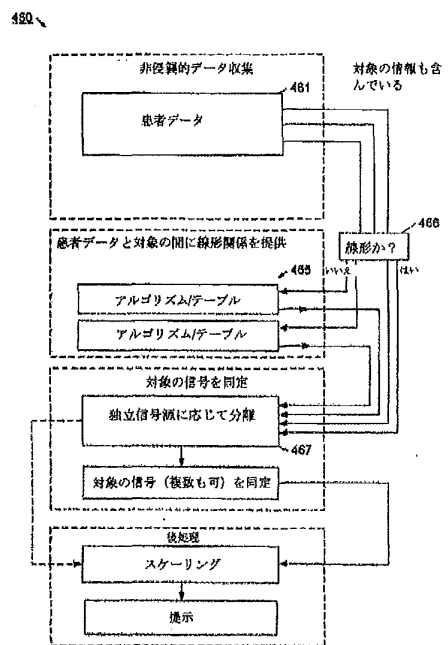 460
非侵襲的データ収集
対象の情報も含
んでいる
461
患者データ
466
線形か?
患者データと対象の間に線形関係を提供
465
いいえ
はい
アルゴリズム/テーブル
アルゴリズム/テーブル
対象の信号を同定
独立信号源に応じて分離
467
対象の信号（複数も可）を同定
後処理
スケーリング
提示